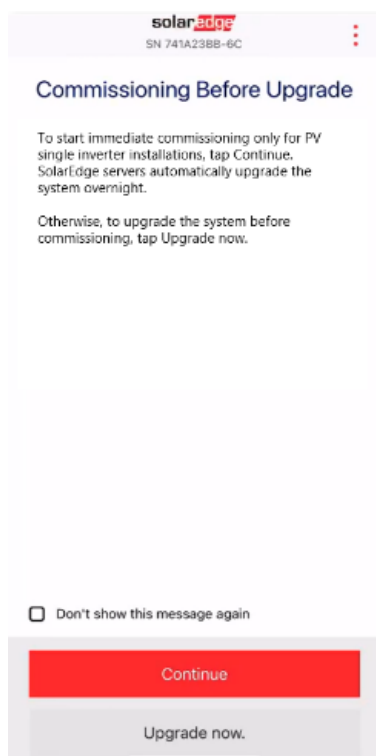 solaredge
SN 741A23BB-6C
Commissioning Before Upgrade
To start immediate commissioning only for PV
single inverter installations, tap Continue.
SolarEdge servers automatically upgrade the
system overnight.
Otherwise, to upgrade the system before
commissioning, tap Upgrade now.
Don't show this message again
Continue
Upgrade now.